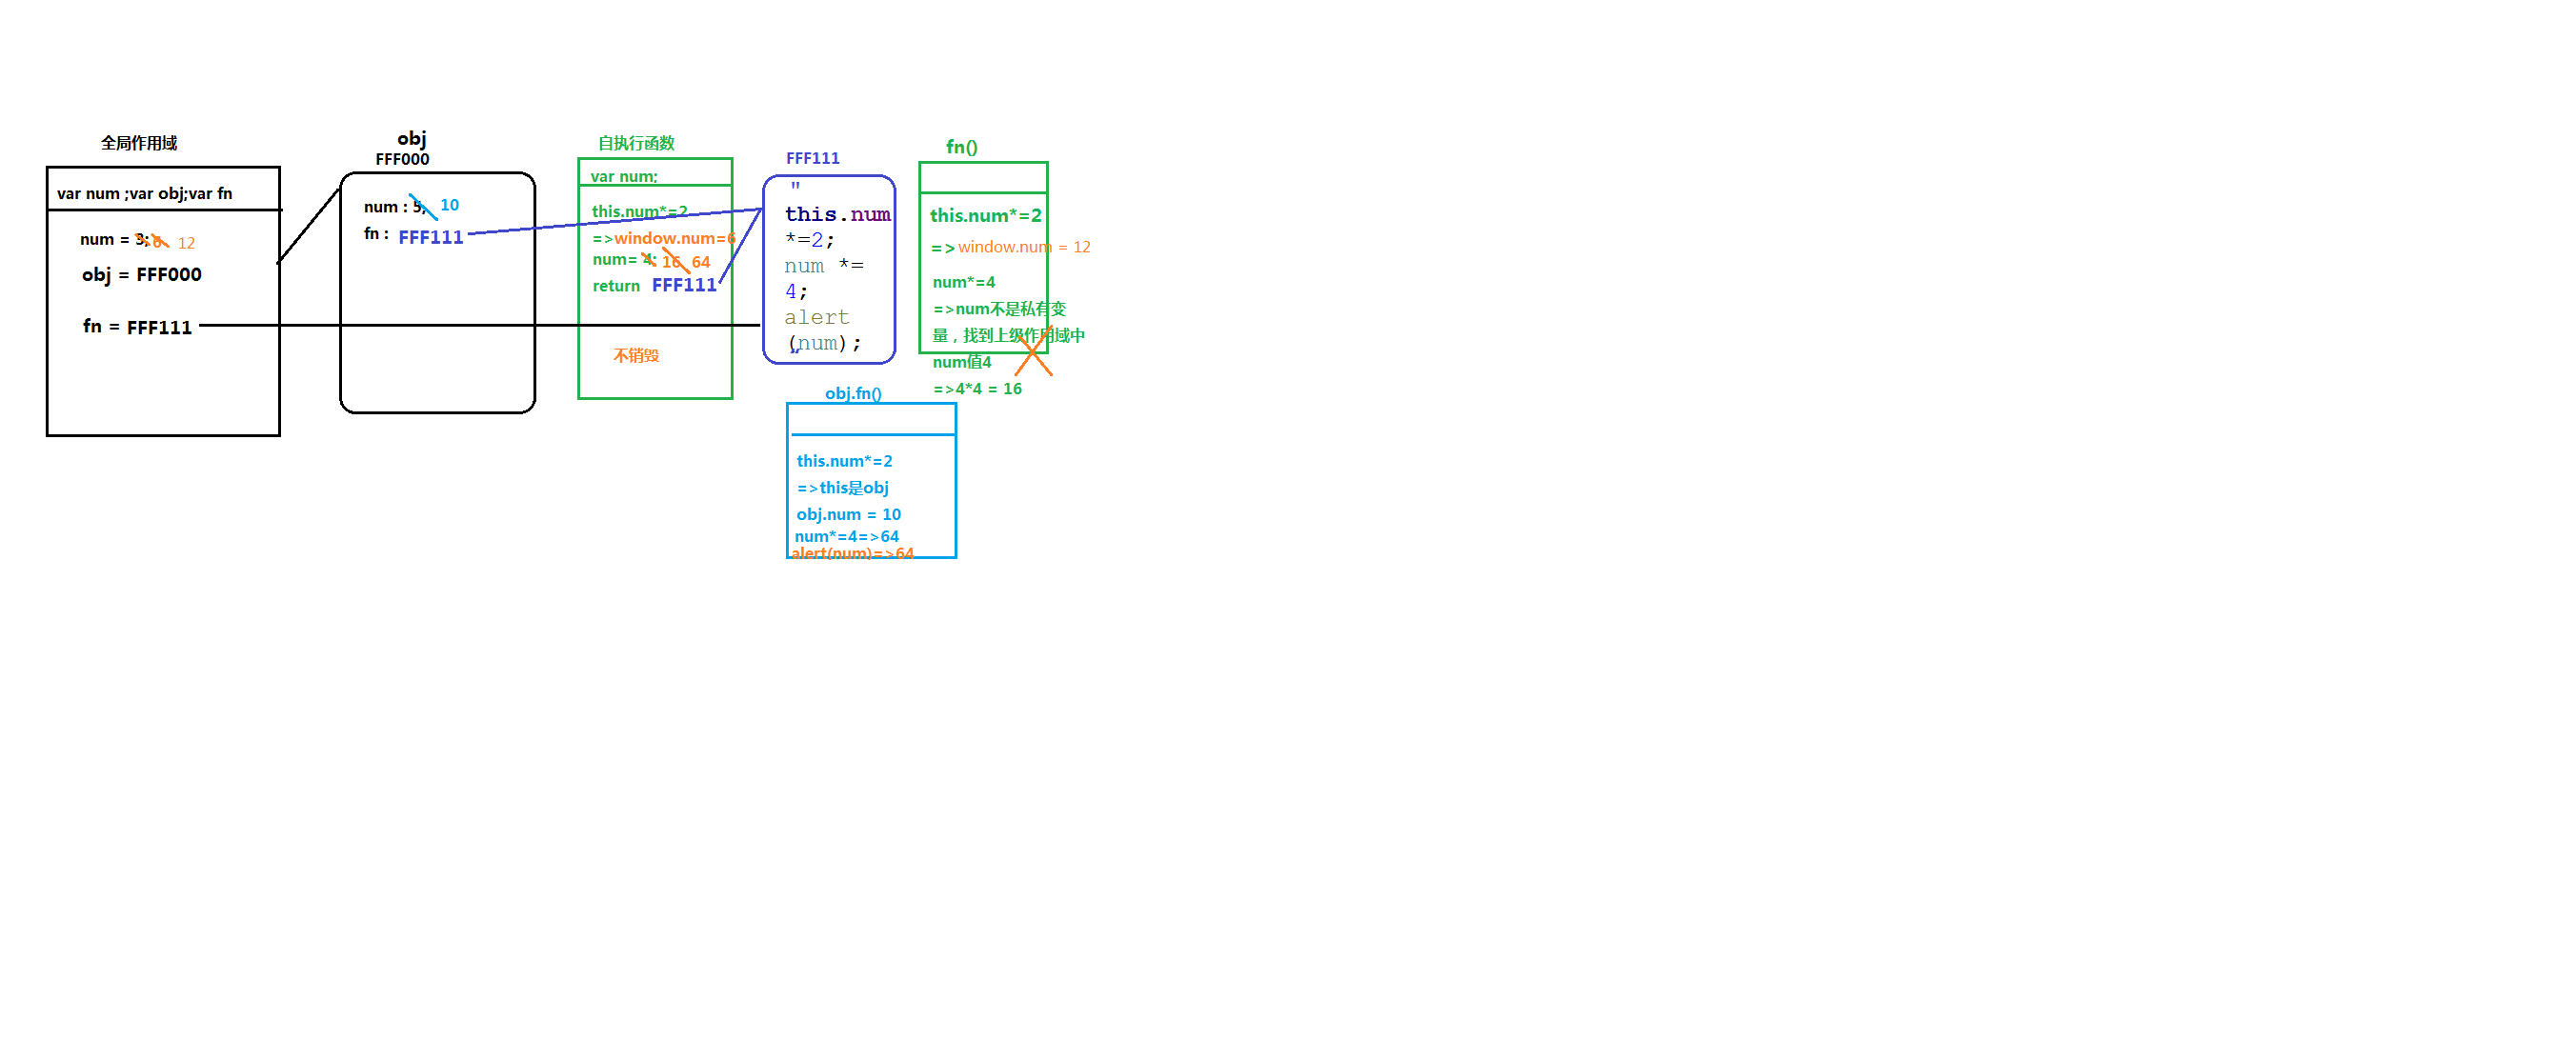 全局作用域
var num ;var obj;var fn
num = 3; 6 12
obj = FFF000
fn = FFF111
obj
FFF000
num : 5; 10
fn : FFF111
自执行函数
var num;
this.num*=2
=>window.num=6
num= 4; 16 64
return FFF111
不销毁
FFF111
"
this.num
*=2;
num *=
4;
alert
(num);
"
fn()
this.num*=2
=>window.num = 12
num*=4
=>num不是私有变
量，找到上级作用域中
num值4
=>4*4 = 16
obj.fn()
this.num*=2
=>this是obj
obj.num = 10
num*=4=>64
alert(num)=>64